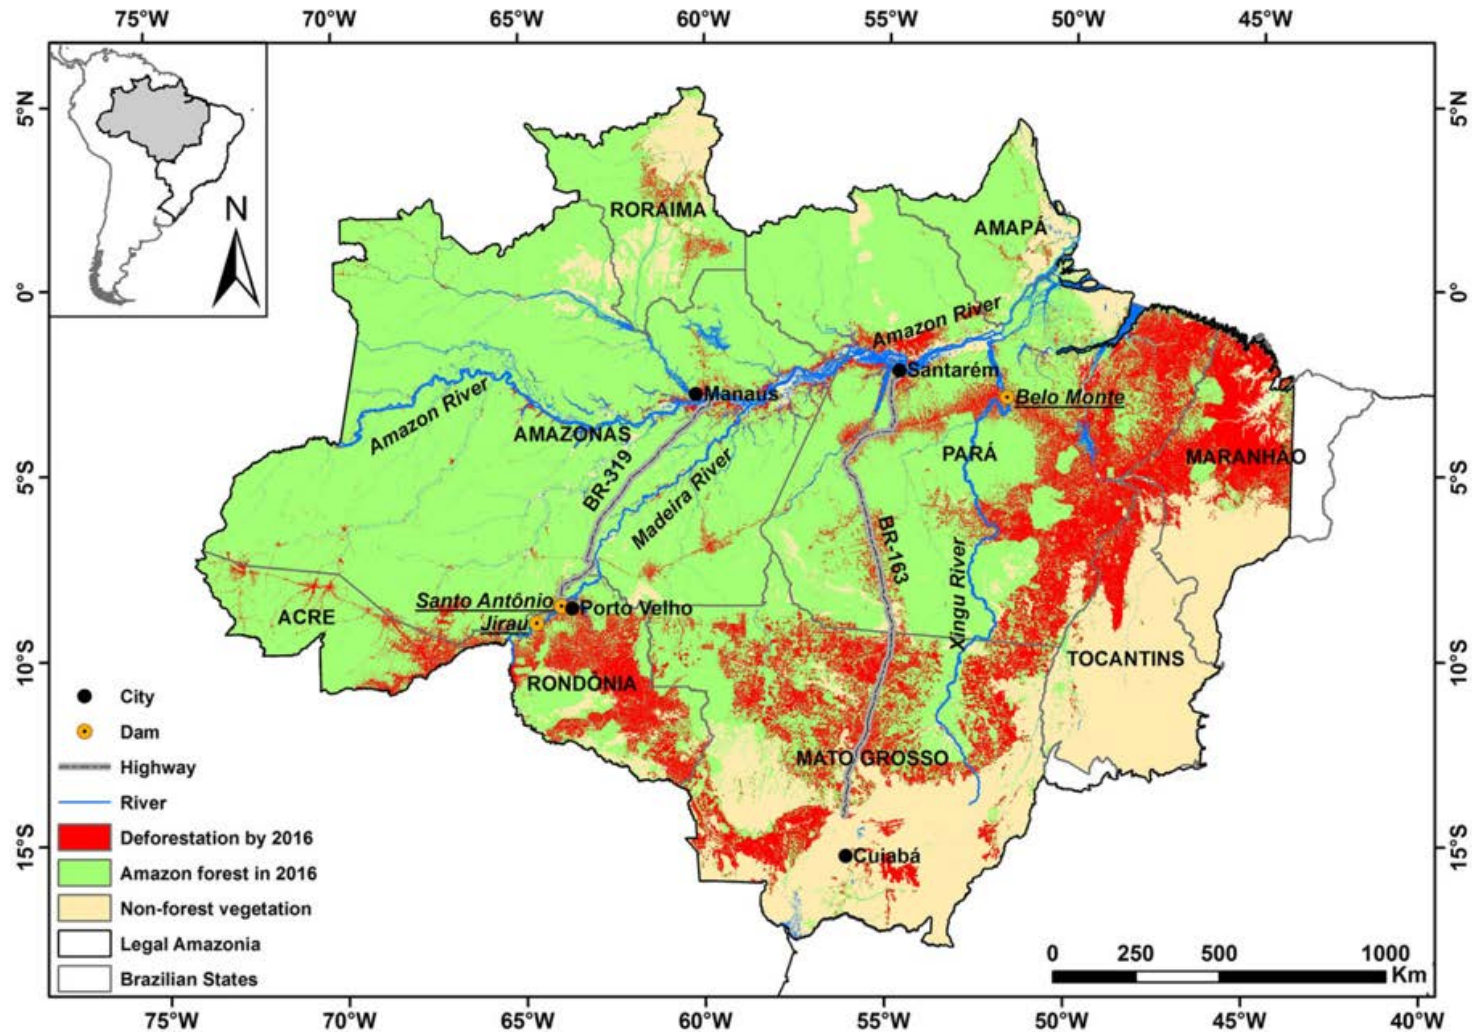 75°W 70°W 65°W 60°W 55°W 50°W 45°W
5°N
5°N
N
RORAIMA
AMAPÁ
0°
0°
Amazon River
Santarém
Manaus
Belo Monte
Amazon River
AMAZONAS
PARÁ
MARANHÃO
5°S
5°S
BR-319
Madeira River
BR-163
Xingu River
Santo Antônio
Porto Velho
ACRE
Jirau
TOCANTINS
10°S
10°S
RONDÔNIA
City
Dam
MATO GROSSO
Highway
River
Deforestation by 2016
15°S
15°S
Cuiabá
Amazon forest in 2016
Non-forest vegetation
Legal Amazonia
0 250 500 1000
Km
Brazilian States
75°W 70°W 65°W 60°W 55°W 50°W 45°W 40°W